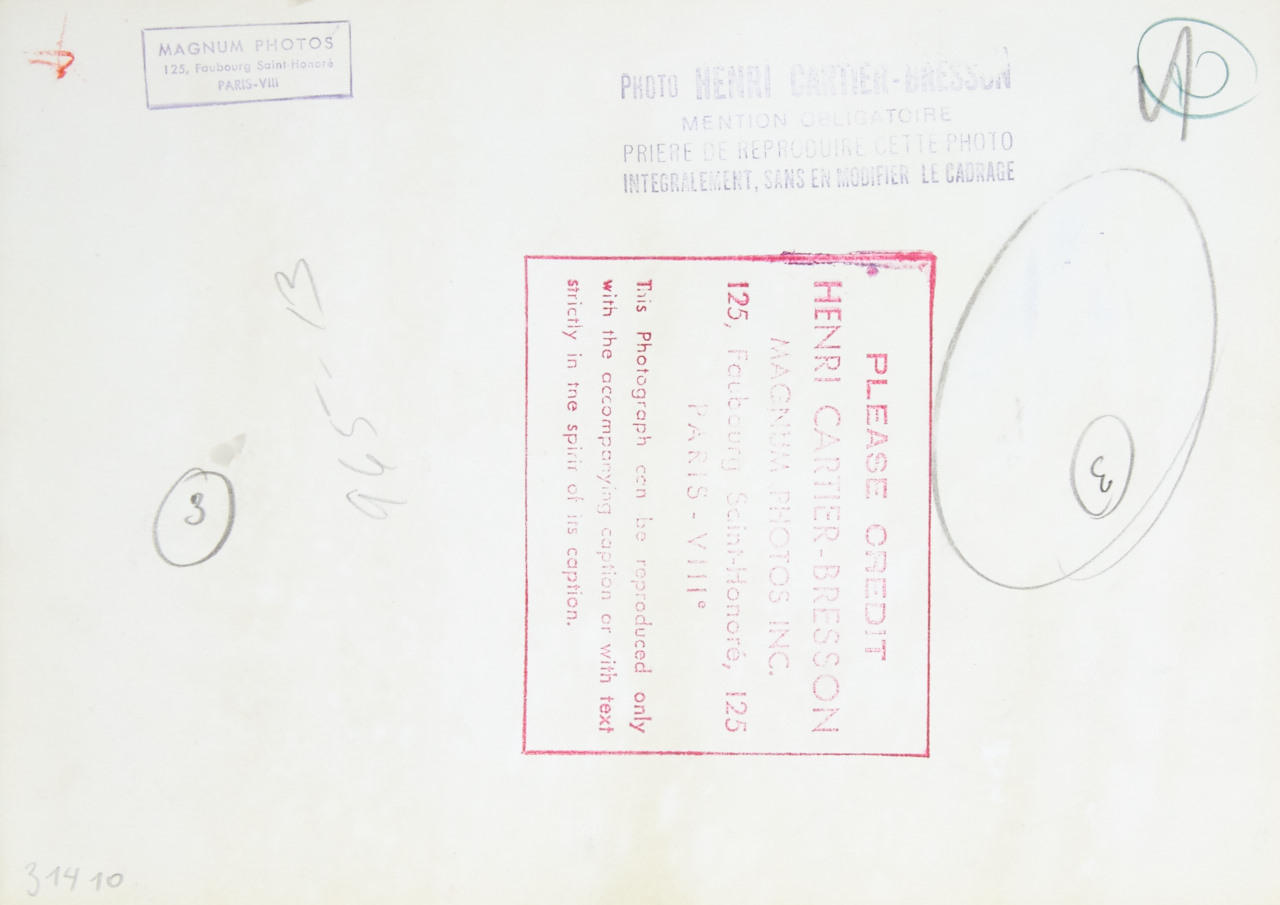 MAGNUM PHOTOS
125, Faubourg Saint-Honoré
PARIS-VIII
PHOTO HENRI CARTIER-BRESSON
MENTION OBLIGATOIRE
PRIERE DE REPRODUIRE CETTE PHOTO
INTEGRALEMENT, SANS EN MODIFIER LE CADRAGE
PLEASE CREDIT
HENRI CARTIER-BRESSON
MAGNUM PHOTOS INC.
125, Faubourg Saint-Honoré, 125
PARIS - VIIIe
This Photograph can be reproduced only
with the accompanying caption or with text
strictly in the spirit of its caption.
965-13
3
3
31410